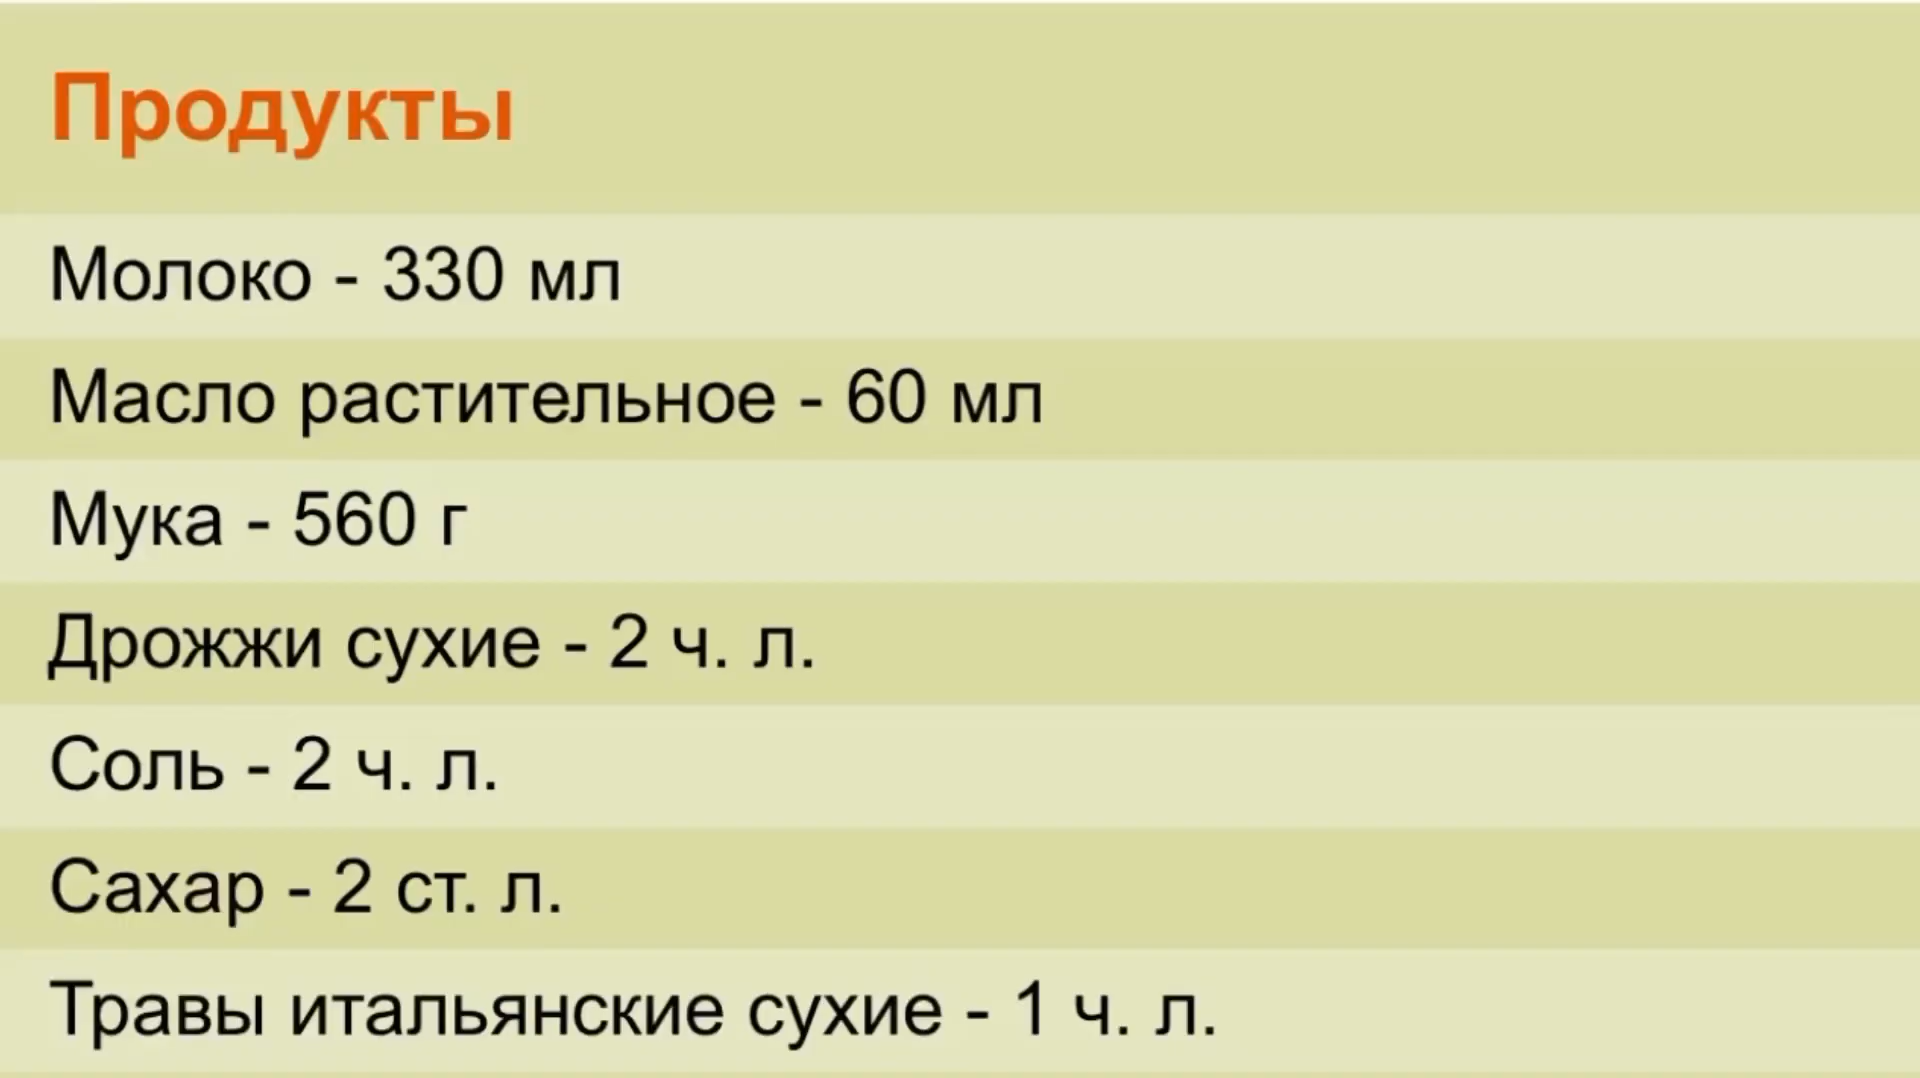 Продукты
Молоко - 330 мл
Масло растительное - 60 мл
Мука - 560 г
Дрожжи сухие - 2 ч. л.
Соль - 2 ч. л.
Сахар - 2 ст. л.
Травы итальянские сухие - 1 ч. л.